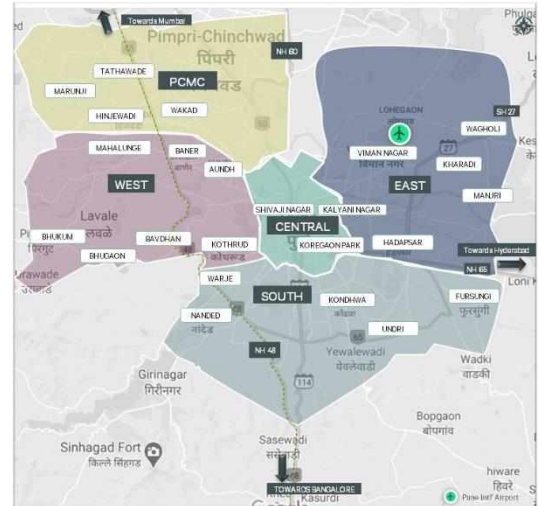 Towards Mumbai
Phulga
Pimpri-Chinchwad
पिंपरी
NH 60
TATHAWADE
PCMC
वड
MARUNJI
WAKAD
HINJEWADI
LOHEGAON
SH 27
WAGHOLI
VIMAN NAGAR
विमान नगर
27
KHARADI
EAST
MANJRI
MAHALUNGE
BANER
AUNDH
WEST
Lavale
लवळे
SHIVAJI NAGAR
KALYANI NAGAR
CENTRAL
KOREGAON PARK
HADAPSAR
BHUKUM
BAVDHAN
BHUGAON
KOTHRUD
कोथरूड
Towards Hyderabad
NH 65
WARJE
SOUTH
KONDHWA
कोंढवा
FURSUNGI
फुरसुंगी
NANDED
नांदेड
UNDRI
65
NH 48
Yewalewadi
येवलेवाडी
114
Wadki
वाडकी
Girinagar
गिरीनगर
Bopgaon
बोपगांव
Sinhagad Fort
किल्ले सिंहगड
Sasewadi
hiware
हिवरे
TOWARDS BANGALORE
Kasurdi
Pune Int'l Airport